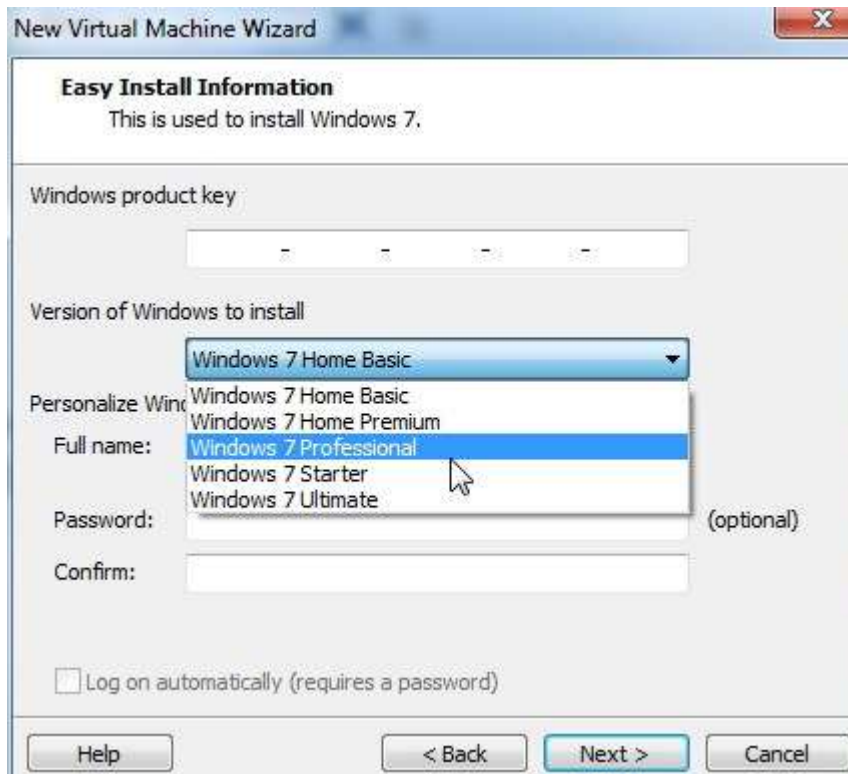 New Virtual Machine Wizard
Easy Install Information
This is used to install Windows 7.
Windows product key
- - - -
Version of Windows to install
Windows 7 Home Basic
Windows 7 Home Basic
Personalize Wind
Windows 7 Home Premium
Full name:
Windows 7 Professional
Windows 7 Starter
Windows 7 Ultimate
Password:
(optional)
Confirm:
Log on automatically (requires a password)
Help
< Back
Next >
Cancel